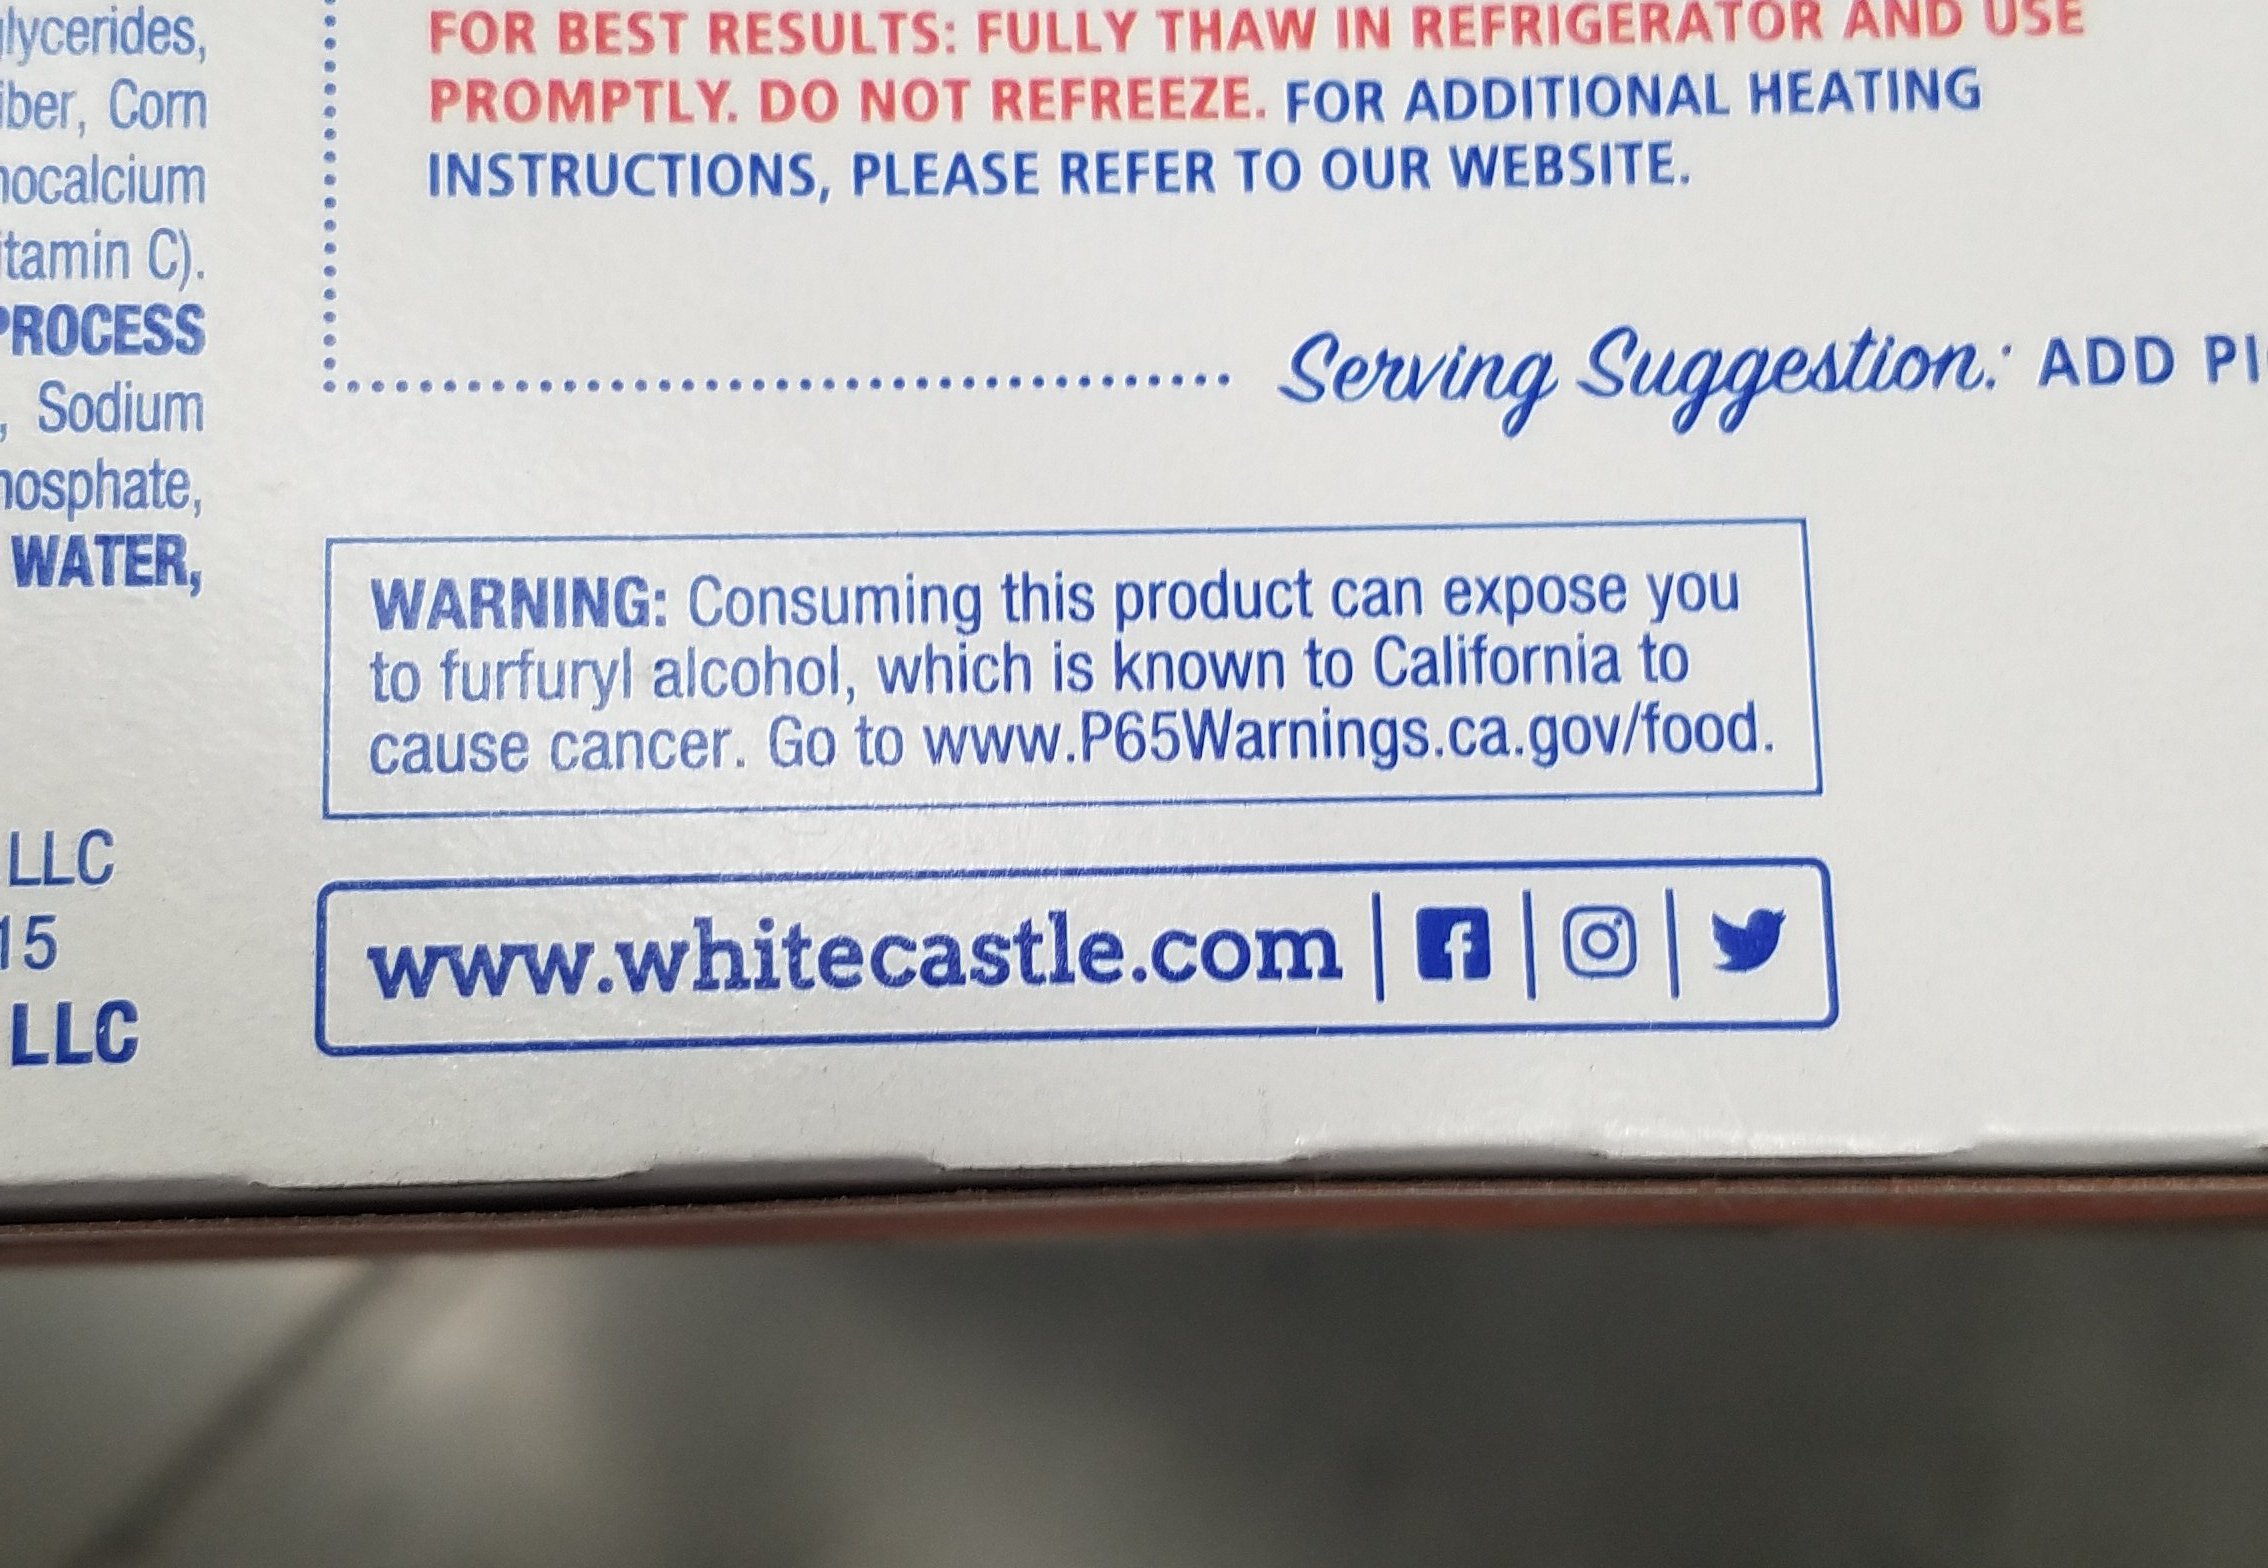 lycerides,
iber, Corn
nocalcium
itamin C).
PROCESS
, Sodium
hosphate,
WATER,
LLC
15
LLC
FOR BEST RESULTS: FULLY THAW IN REFRIGERATOR AND USE
PROMPTLY. DO NOT REFREEZE. FOR ADDITIONAL HEATING
INSTRUCTIONS, PLEASE REFER TO OUR WEBSITE.
Serving Suggestion: ADD PI
WARNING: Consuming this product can expose you
to furfuryl alcohol, which is known to California to
cause cancer. Go to www.P65Warnings.ca.gov/food.
www.whitecastle.com